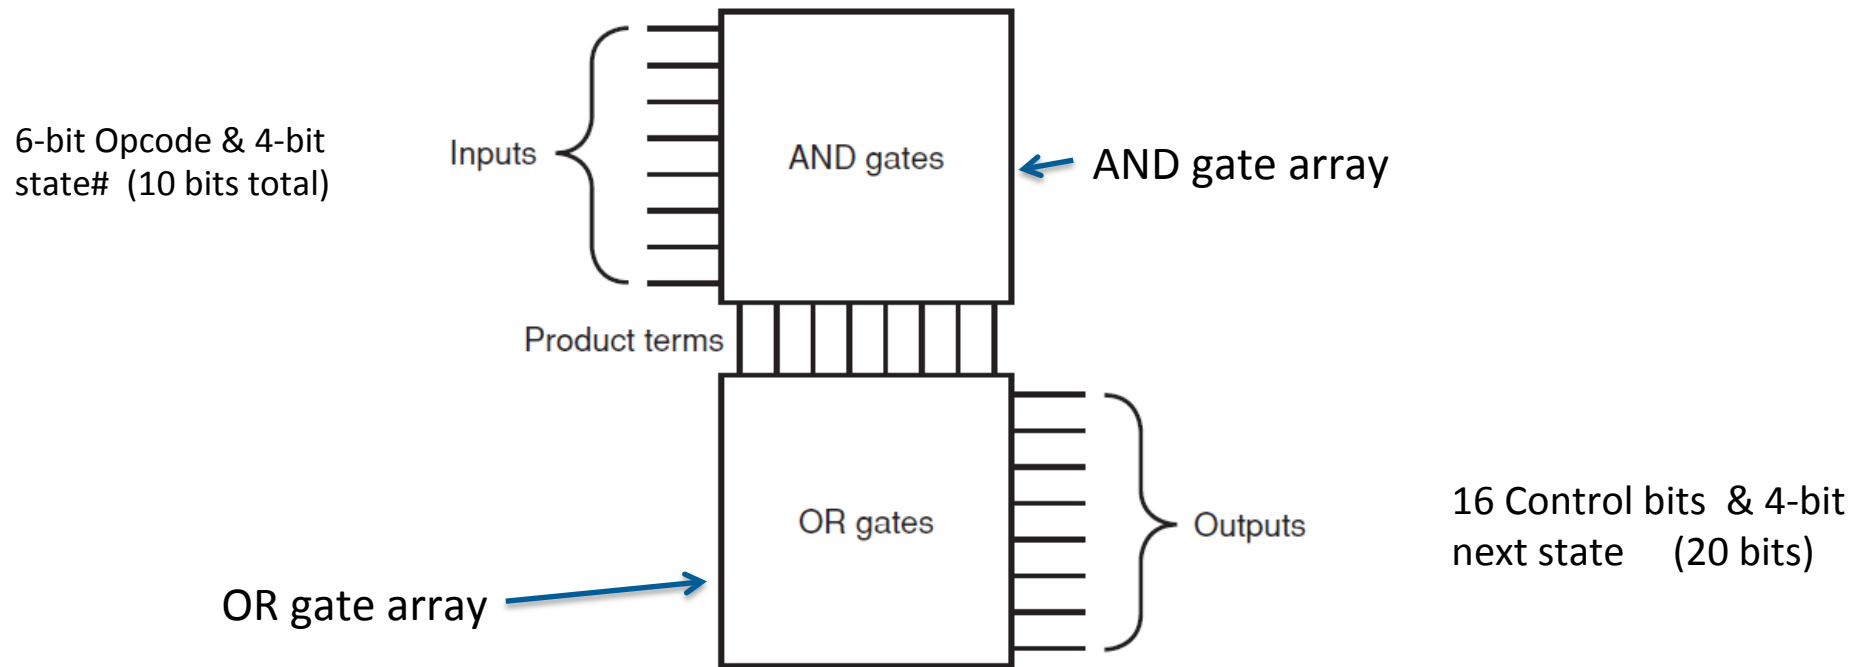 6-bit Opcode & 4-bit
state# (10 bits total)
Inputs
AND gates
AND gate array
Product terms
OR gates
Outputs
16 Control bits & 4-bit
next state (20 bits)
OR gate array